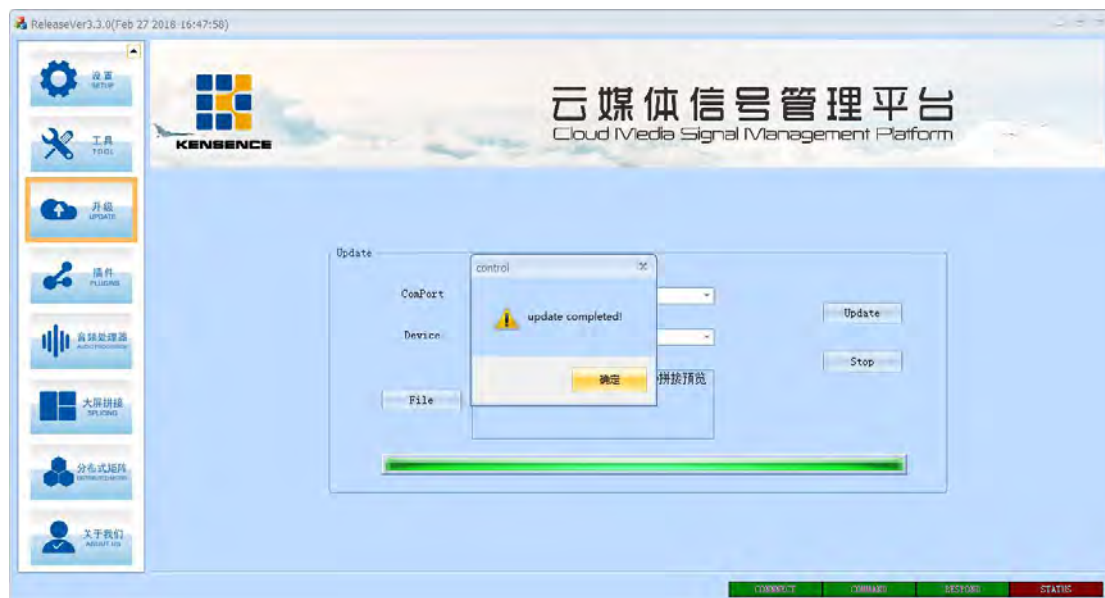 ReleaseVer3.3.0(Feb 27 2018 16:47:58)
设置
SETUP
工具
TOOL
升级
UPDATE
插件
PLUGINS
音频处理器
大屏拼接
SPLICING
分布式矩阵
关于我们
ABOUT US
KENSENCE
云媒体信号管理平台
Cloud Media Signal Management Platform
Update
ComPort
Device
File
control
update completed!
确定
拼接预览
Update
Stop
CONNNECT
COMMAND
RESPOND
STATUS